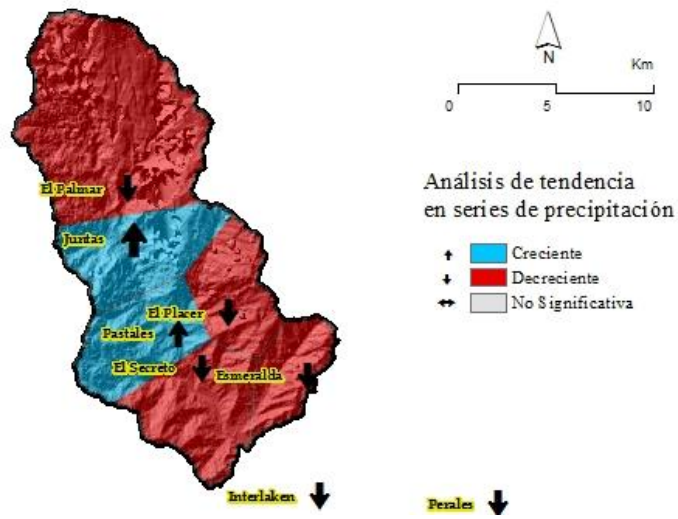 N
Km
0 5 10
El Palmar
Juntas
Análisis de tendencia
en series de precipitación
Creciente
Decreciente
No Significativa
El Placer
Pastales
El Secreto
Esmeralda
Interlaken
Perales